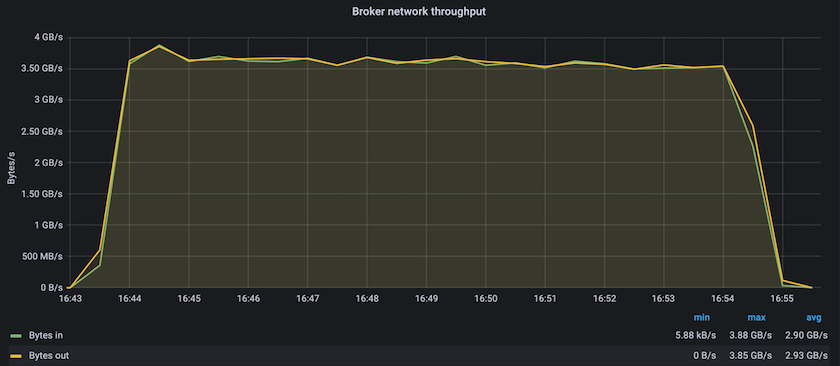 Broker network throughput
4 GB/s
3.50 GB/s
3 GB/s
2.50 GB/s
2 GB/s
1.50 GB/s
1 GB/s
500 MB/s
0 B/s
Bytes/s
16:43 16:44 16:45 16:46 16:47 16:48 16:49 16:50 16:51 16:52 16:53 16:54 16:55
min max avg
Bytes in 5.88 kB/s 3.88 GB/s 2.90 GB/s
Bytes out 0 B/s 3.85 GB/s 2.93 GB/s